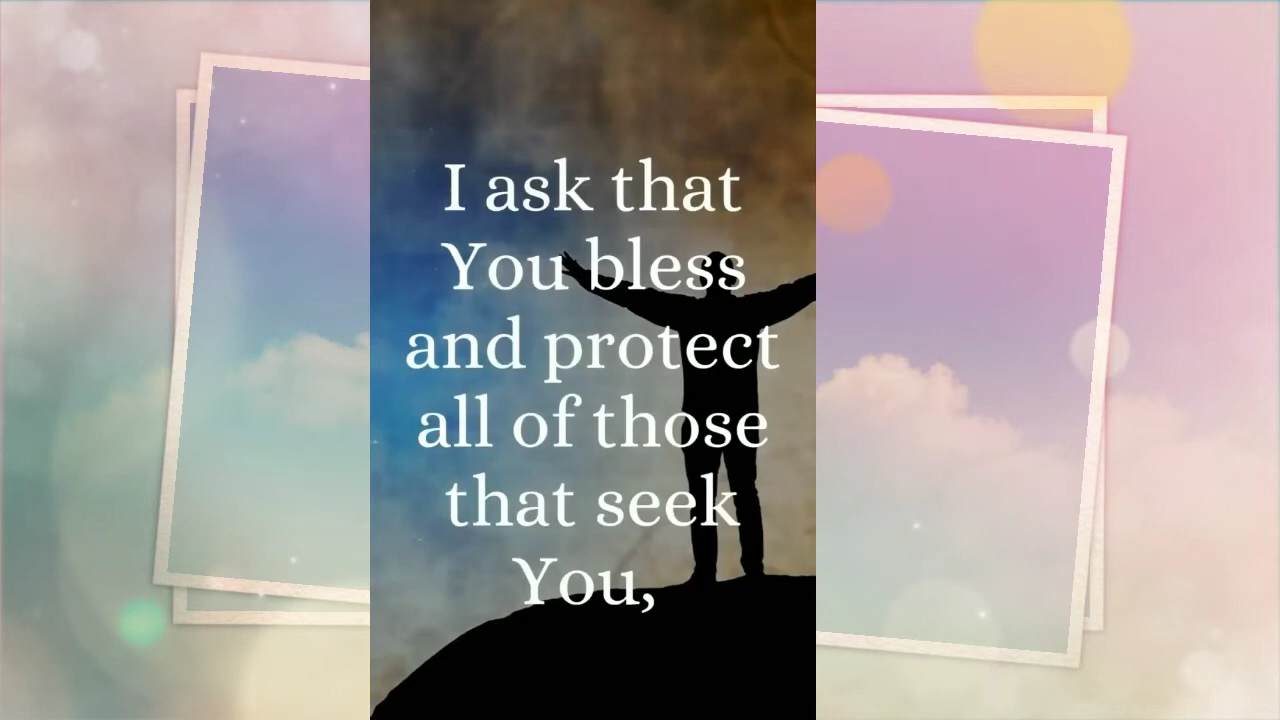 I ask that
You bless
and protect
all of those
that seek
You,